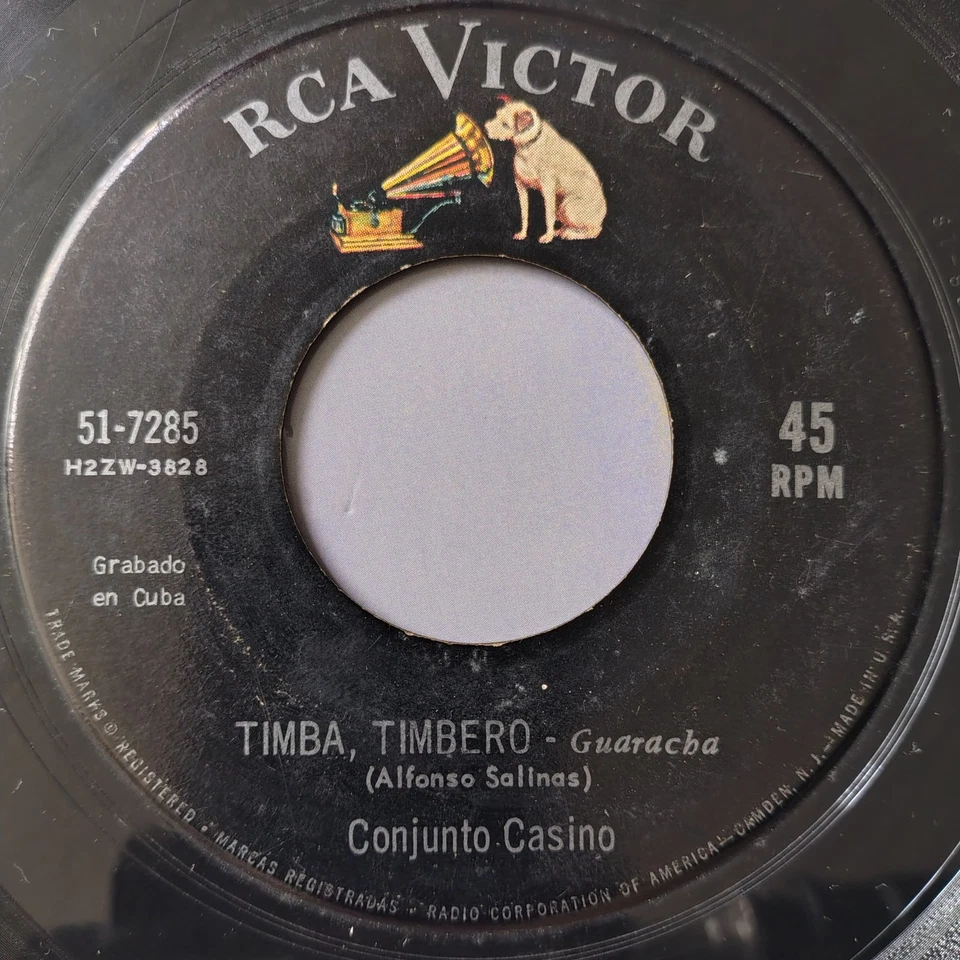 RCA VICTOR
51-7285
H2ZW-3828
45
RPM
Grabado
en Cuba
TIMBA, TIMBERO - Guaracha
(Alfonso Salinas)
Conjunto Casino
TRADE MARKS ® REGISTERED • MARCAS REGISTRADAS - RADIO CORPORATION OF AMERICA—CAMDEN, N. J.-MADE IN U. S. A.